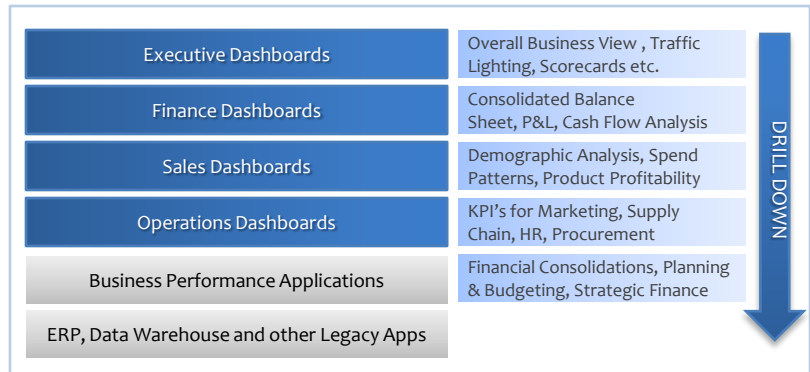 Executive Dashboards
Overall Business View , Traffic
Lighting, Scorecards etc.
Finance Dashboards
Consolidated Balance
Sheet, P&L, Cash Flow Analysis
Sales Dashboards
Demographic Analysis, Spend
Patterns, Product Profitability
Operations Dashboards
KPI's for Marketing, Supply
Chain, HR, Procurement
Business Performance Applications
Financial Consolidations, Planning
& Budgeting, Strategic Finance
ERP, Data Warehouse and other Legacy Apps
DRILL DOWN